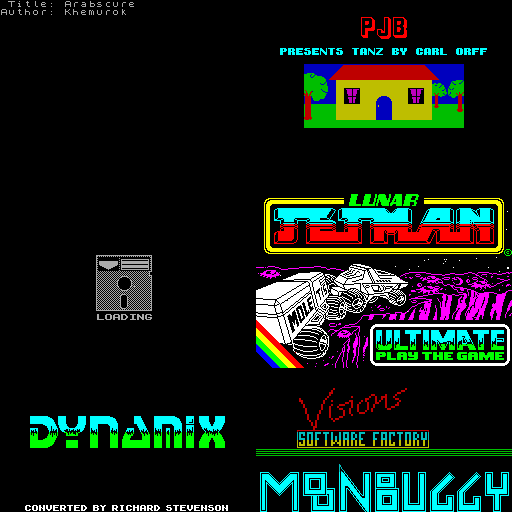 Title: Arabscure
Author: Khemurok
PJB
PRESENTS TANZ BY CARL ORFF
LUNAR
JETMAN
©
MOLE
ULTIMATE
PLAY THE GAME
LOADING
Visions
SOFTWARE FACTORY
DYNAMIX
MOONBUGGY
CONVERTED BY RICHARD STEVENSON